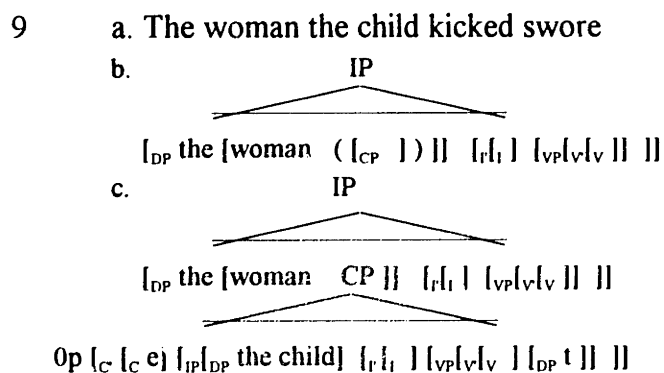 9 a. The woman the child kicked swore
b. IP
[DP the [woman ( [CP ] ) ]] [I'[I ] [VP[V'[V ]] ]]
c. IP
[DP the [woman CP ]] [I'[I ] [VP[V'[V ]] ]]
Op [C' [C e] [IP[DP the child] [I'[I ] [VP[V'[V ] [DP t ]] ]]